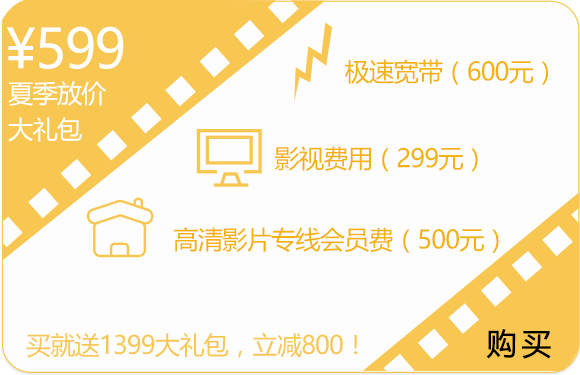 ¥599
夏季放价
大礼包
极速宽带（600元）
影视费用（299元）
高清影片专线会员费（500元）
买就送1399大礼包，立减800！
购买